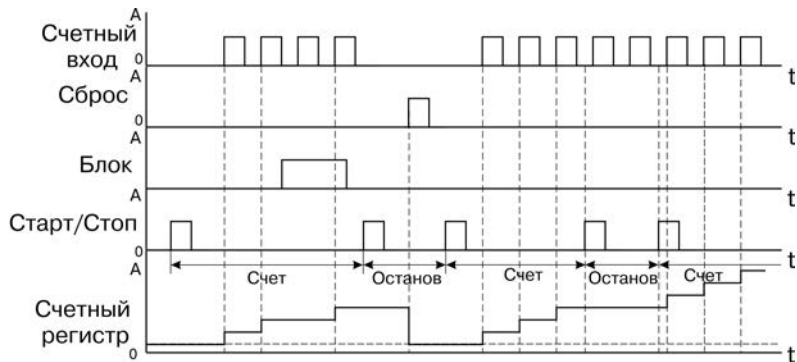 A
Счетный
вход
0
t
A
Сброс
0
t
A
Блок
A
t
Старт/Стоп
0
t
A
Счет
Останов
Счет
Останов
Счет
Счетный
регистр
0
t